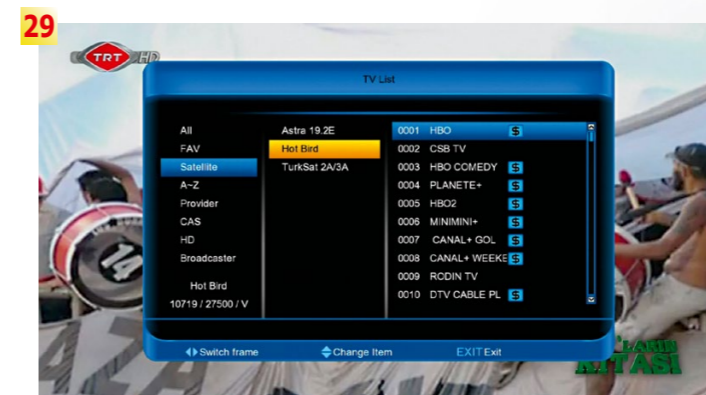 29
TRT HD
TV List
All
FAV
Satellite
A~Z
Provider
CAS
HD
Broadcaster
Hot Bird
10719 / 27500 / V
Astra 19.2E
Hot Bird
TurkSat 2A/3A
0001 HBO $
0002 CSB TV
0003 HBO COMEDY $
0004 PLANETE+ $
0005 HBO2 $
0006 MINIMINI+ $
0007 CANAL+ GOL $
0008 CANAL+ WEEKE $
0009 RODIN TV
0010 DTV CABLE PL $
Switch frame
Change Item
EXIT Exit
KITASI